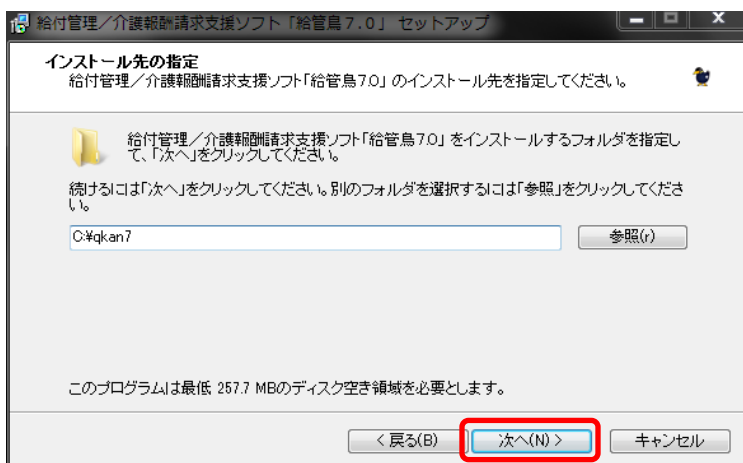 給付管理／介護報酬請求支援ソフト「給管鳥７.０」 セットアップ
インストール先の指定
給付管理／介護報酬請求支援ソフト「給管鳥7.0」のインストール先を指定してください。
給付管理／介護報酬請求支援ソフト「給管鳥7.0」をインストールするフォルダを指定し
て、「次へ」をクリックしてください。
続けるには「次へ」をクリックしてください。別のフォルダを選択するには「参照」をクリックしてくださ
い。
C:¥qkan7
参照(r)
このプログラムは最低 257.7 MBのディスク空き領域を必要とします。
< 戻る(B)
次へ(N) >
キャンセル